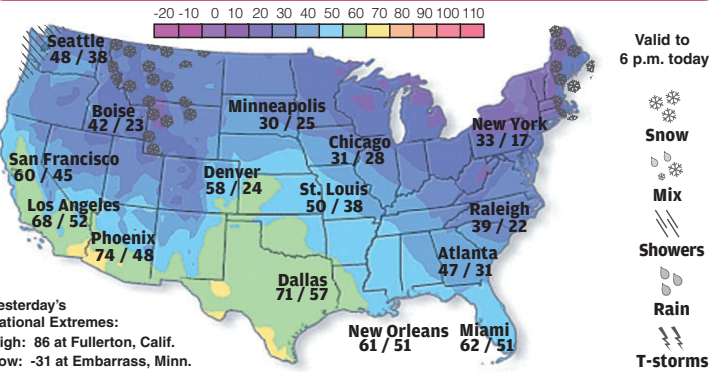 -20 -10 0 10 20 30 40 50 60 70 80 90 100 110
Valid to
6 p.m. today
Seattle
48 / 38
Boise
42 / 23
Minneapolis
30 / 25
New York
33 / 17
Chicago
31 / 28
San Francisco
60 / 45
Denver
58 / 24
St. Louis
50 / 38
Los Angeles
68 / 52
Raleigh
39 / 22
Phoenix
74 / 48
Atlanta
47 / 31
Dallas
71 / 57
New Orleans
61 / 51
Miami
62 / 51
esterday's
ational Extremes:
igh: 86 at Fullerton, Calif.
ow: -31 at Embarrass, Minn.
Snow
Mix
Showers
Rain
T-storms